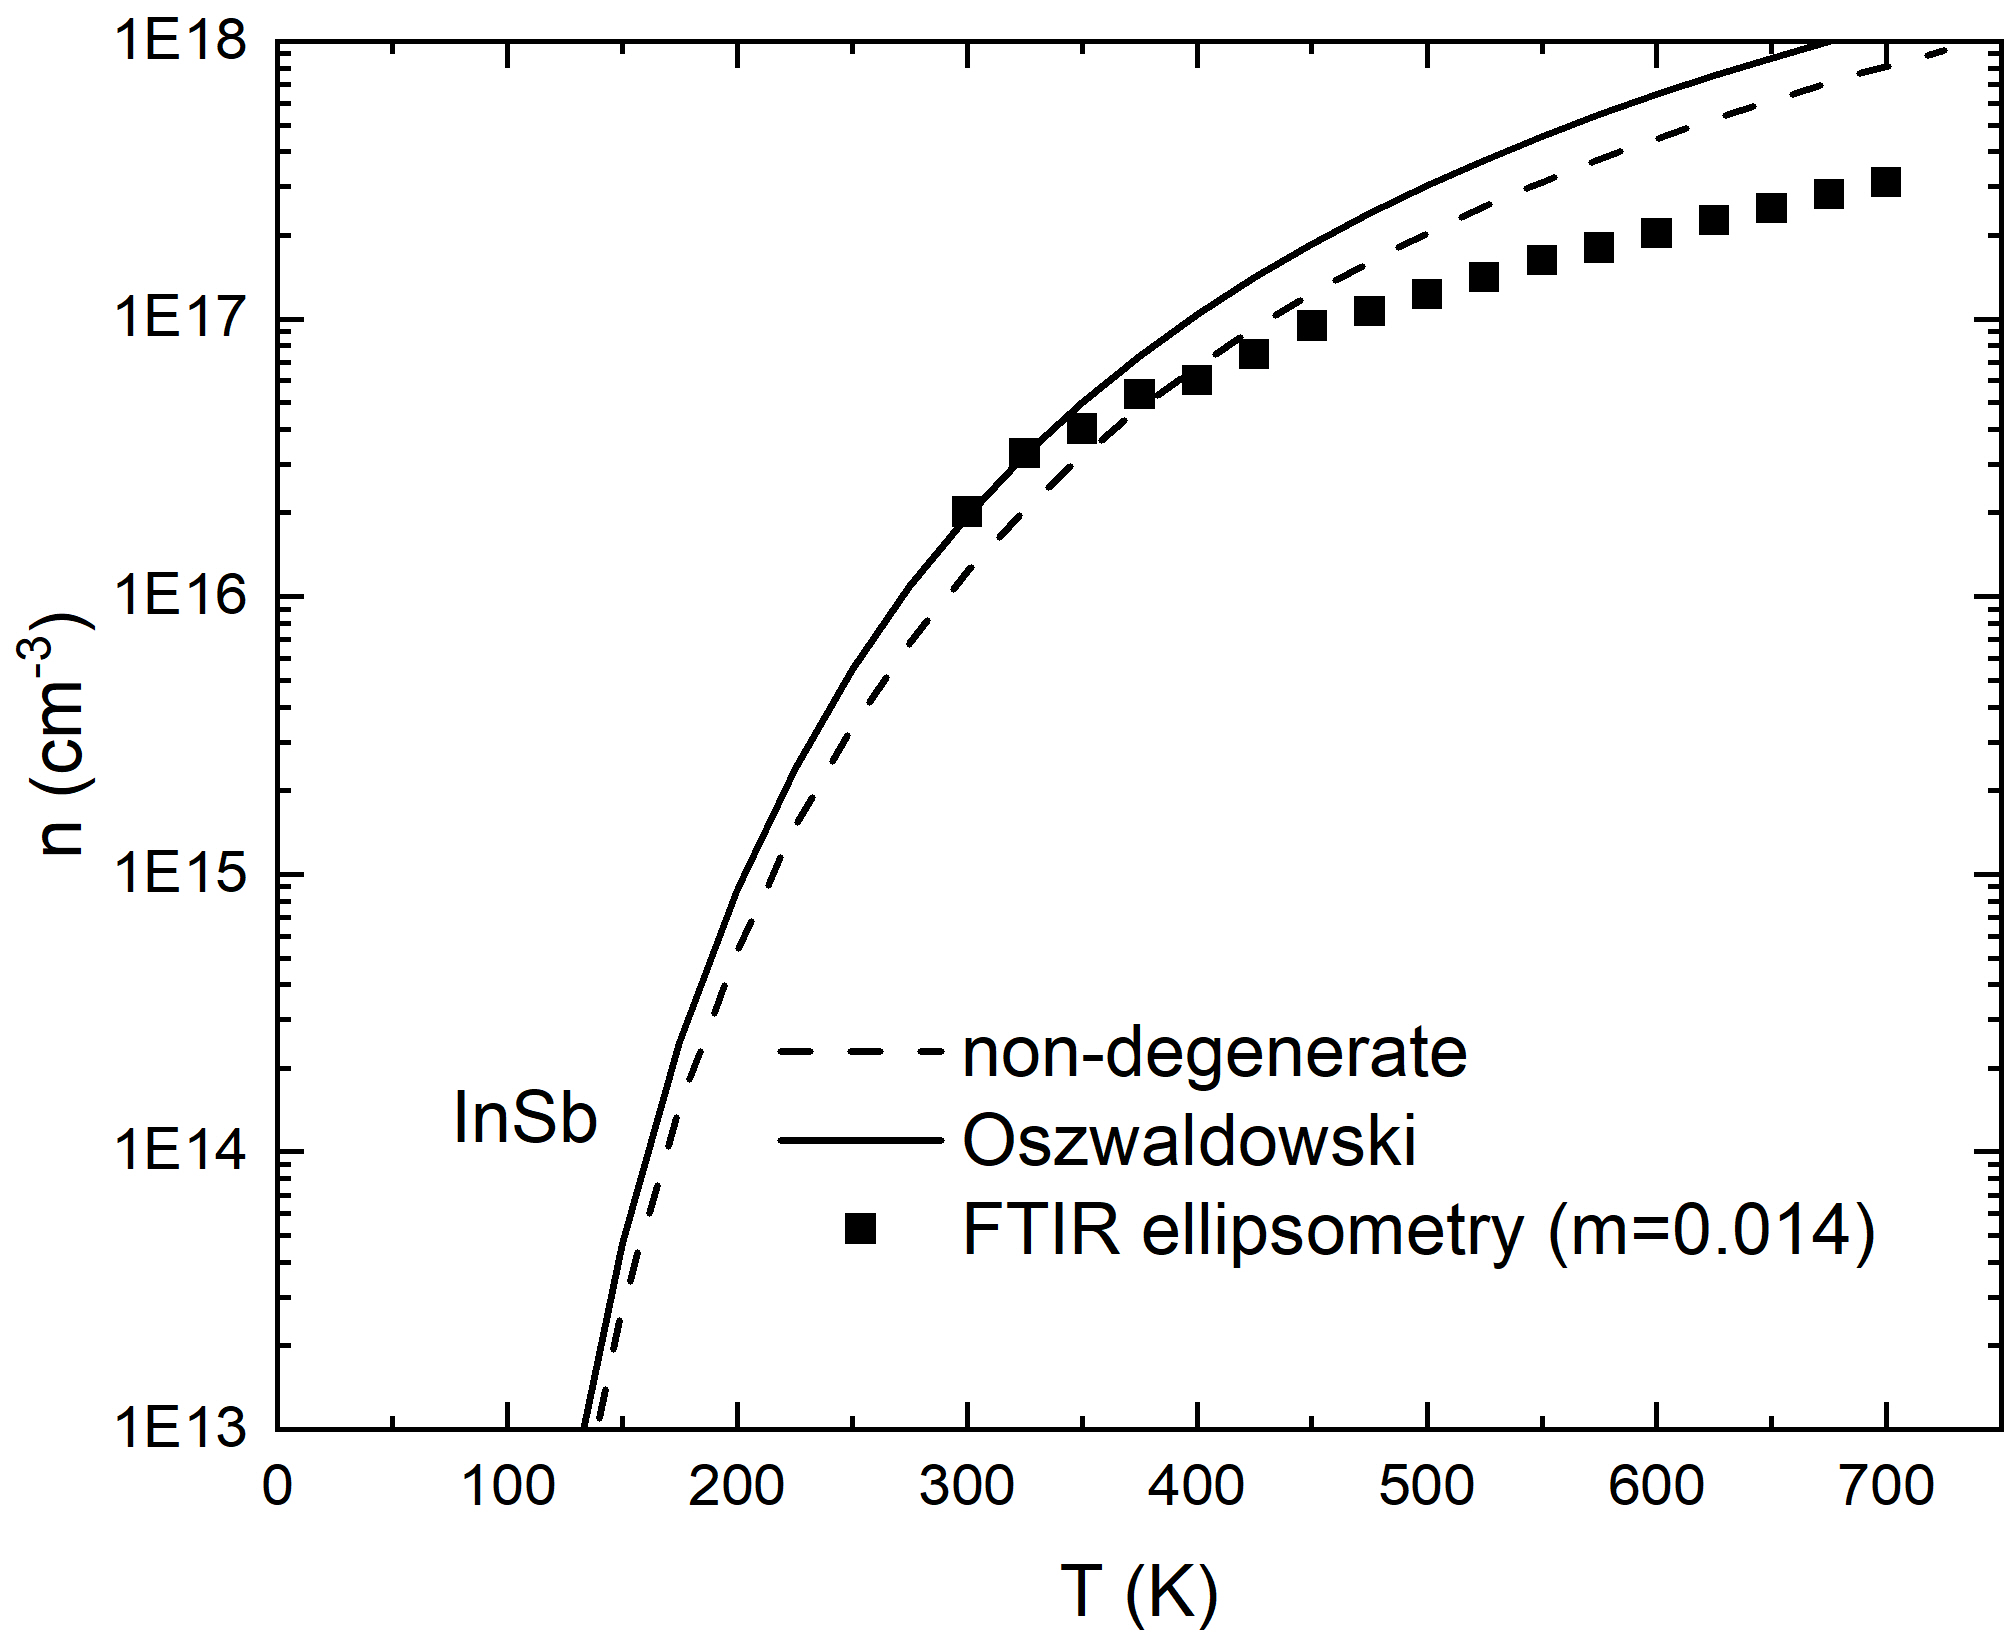 1E18
1E17
1E16
1E15
1E14
1E13
n (cm-3)
InSb
non-degenerate
Oszwaldowski
FTIR ellipsometry (m=0.014)
0 100 200 300 400 500 600 700
T (K)